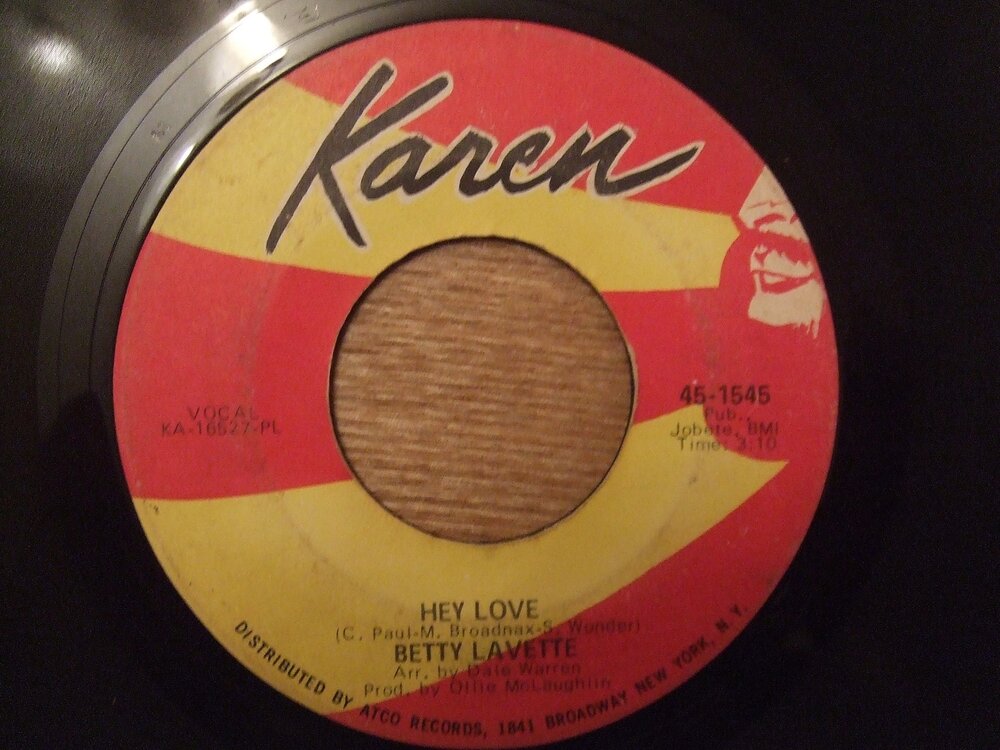 Karen
VOCAL
KA-16527-PL
45-1545
Pub.,
Jobete, BMI
Time: 3:10
HEY LOVE
(C. Paul-M. Broadnax-S. Wonder)
BETTY LAVETTE
Arr. by Dale Warren
Prod. by Ollie McLaughlin
DISTRIBUTED BY ATCO RECORDS, 1841 BROADWAY NEW YORK, N. Y.